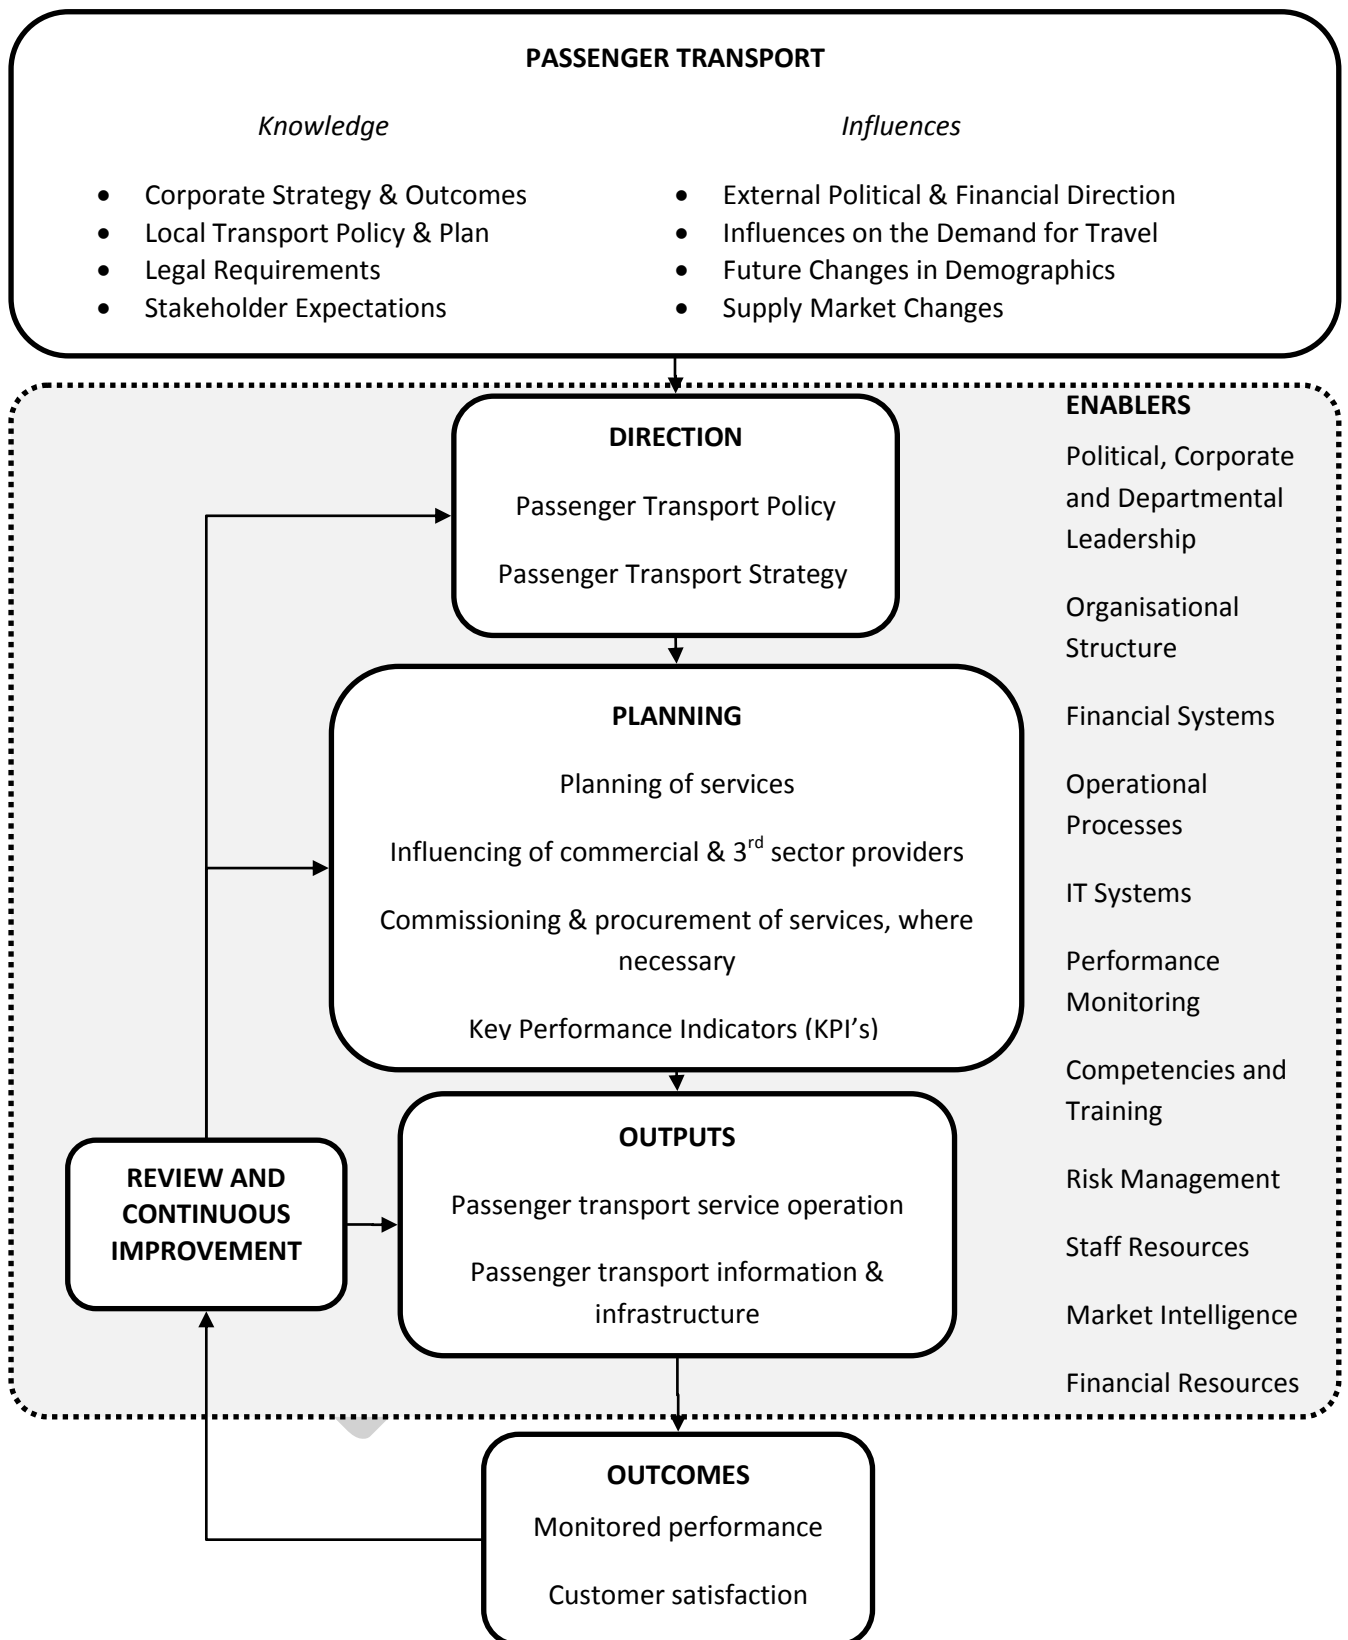 PASSENGER TRANSPORT
Knowledge
• Corporate Strategy & Outcomes
• Local Transport Policy & Plan
• Legal Requirements
• Stakeholder Expectations
Influences
• External Political & Financial Direction
• Influences on the Demand for Travel
• Future Changes in Demographics
• Supply Market Changes
DIRECTION
Passenger Transport Policy
Passenger Transport Strategy
PLANNING
Planning of services
Influencing of commercial & 3rd sector providers
Commissioning & procurement of services, where
necessary
Key Performance Indicators (KPI's)
OUTPUTS
Passenger transport service operation
Passenger transport information &
infrastructure
REVIEW AND
CONTINUOUS
IMPROVEMENT
OUTCOMES
Monitored performance
Customer satisfaction
ENABLERS
Political, Corporate
and Departmental
Leadership
Organisational
Structure
Financial Systems
Operational
Processes
IT Systems
Performance
Monitoring
Competencies and
Training
Risk Management
Staff Resources
Market Intelligence
Financial Resources